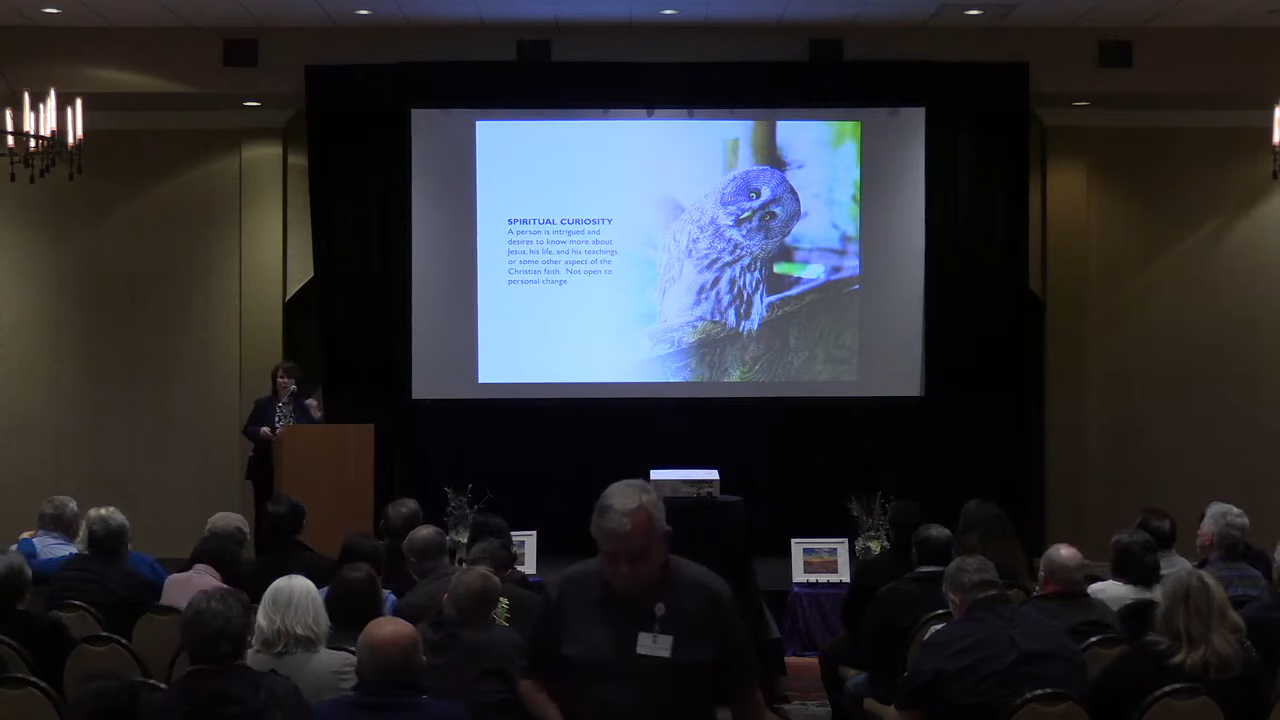 SPIRITUAL CURIOSITY
A person is intrigued and
desires to know more about
Jesus, his life, and his teachings
or some other aspect of the
Christian faith. Not open to
personal change